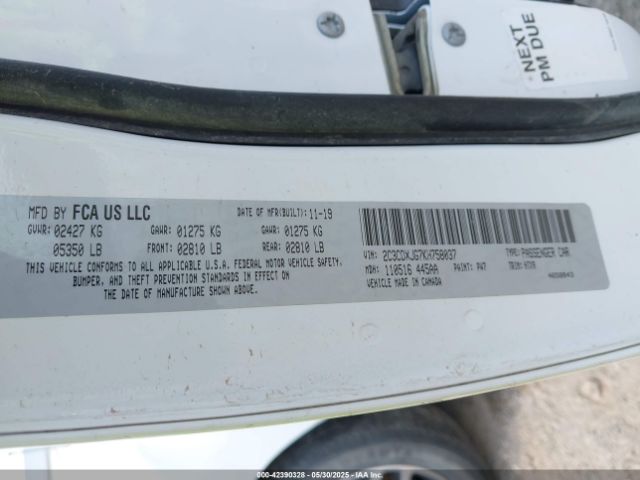 NEXT
PM DUE
MFD BY FCA US LLC
DATE OF MFR(BUILT): 11-19
GVWR: 02427 KG
GAWR: 01275 KG
GAWR: 01275 KG
05350 LB
FRONT: 02810 LB
REAR: 02810 LB
THIS VEHICLE CONFORMS TO ALL APPLICABLE U.S.A. FEDERAL MOTOR VEHICLE SAFETY,
BUMPER, AND THEFT PREVENTION STANDARDS IN EFFECT ON
THE DATE OF MANUFACTURE SHOWN ABOVE.
VIN: 2C3CDXJG7KH758037
TYPE: PASSENGER CAR
MDH: 110516 445AA
PAINT: PW7
TRIM:
VEHICLE MADE IN CANADA
000-42390328 - 05/30/2025 - IAA Inc.